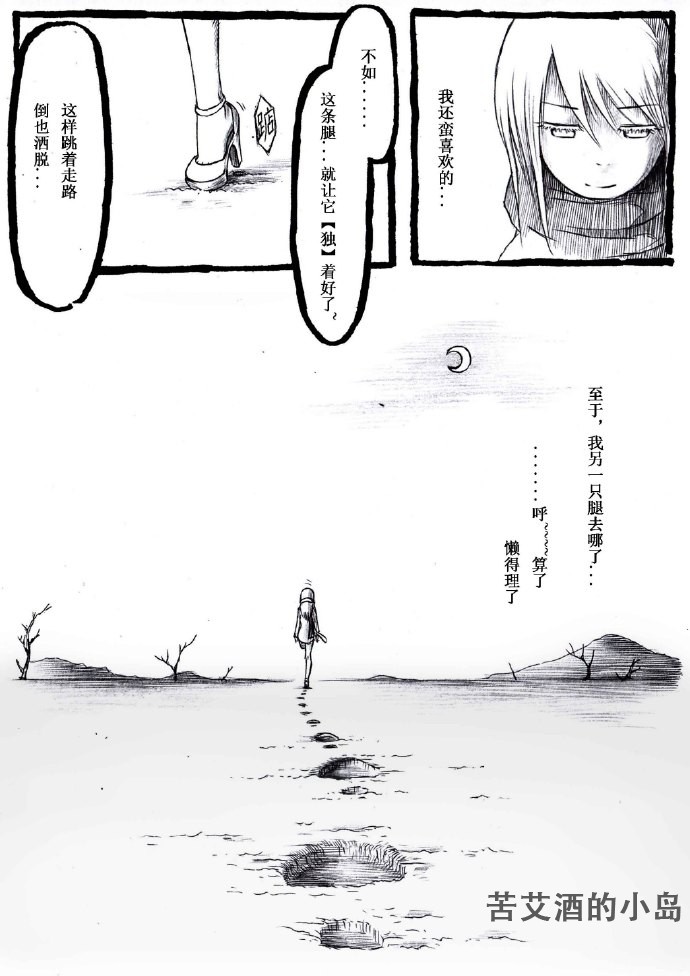 我还蛮喜欢的...
不如......
这条腿...就让它【独】着好了~
踮
这样跳着走路
倒也洒脱...
至于，我另一只腿去哪了...
.......呼~~~~算了
懒得理了
苦艾酒的小岛